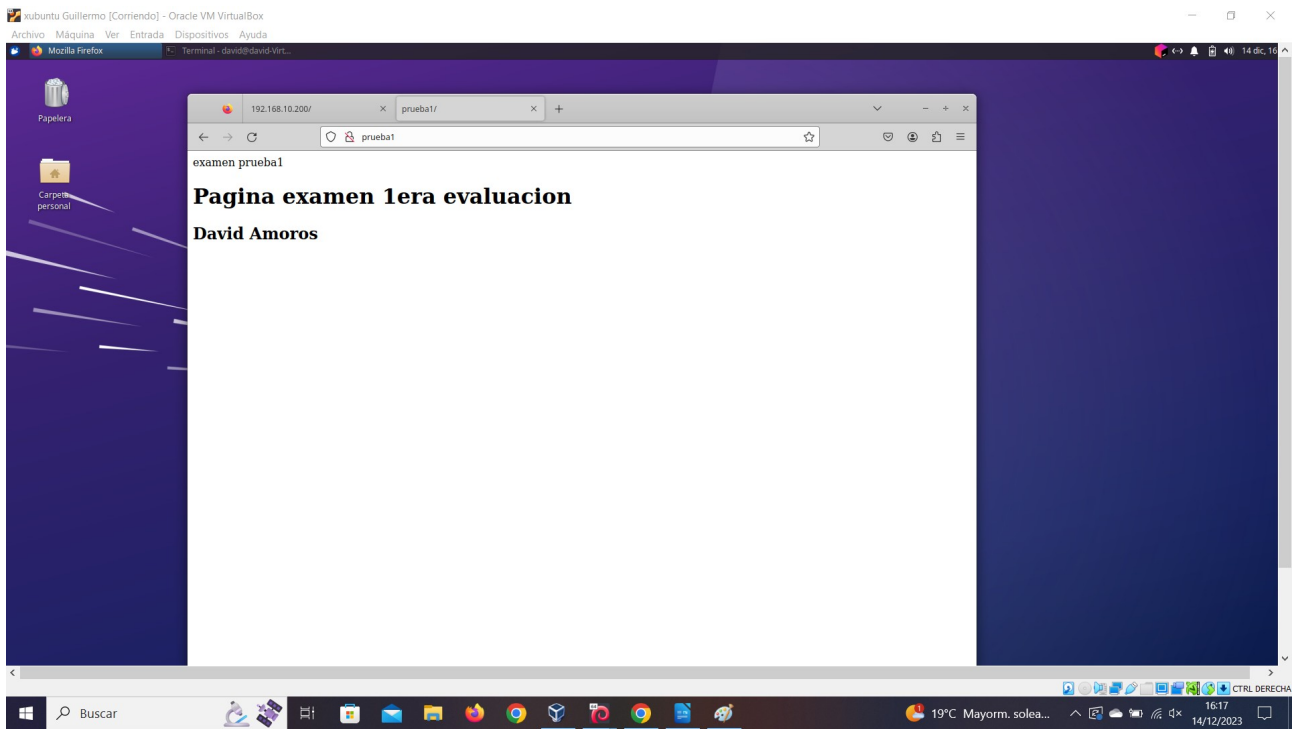 xubuntu Guillermo [Corriendo] - Oracle VM VirtualBox
Archivo Máquina Ver Entrada Dispositivos Ayuda
Mozilla Firefox Terminal - david@david-Virt... 14 dic, 16
Papelera
192.168.10.200/ prueba1/
prueba1
examen prueba1
Carpeta
personal
Pagina examen 1era evaluacion
David Amoros
CTRL DERECHA
Buscar 19°C Mayorm. solea... 16:17
14/12/2023